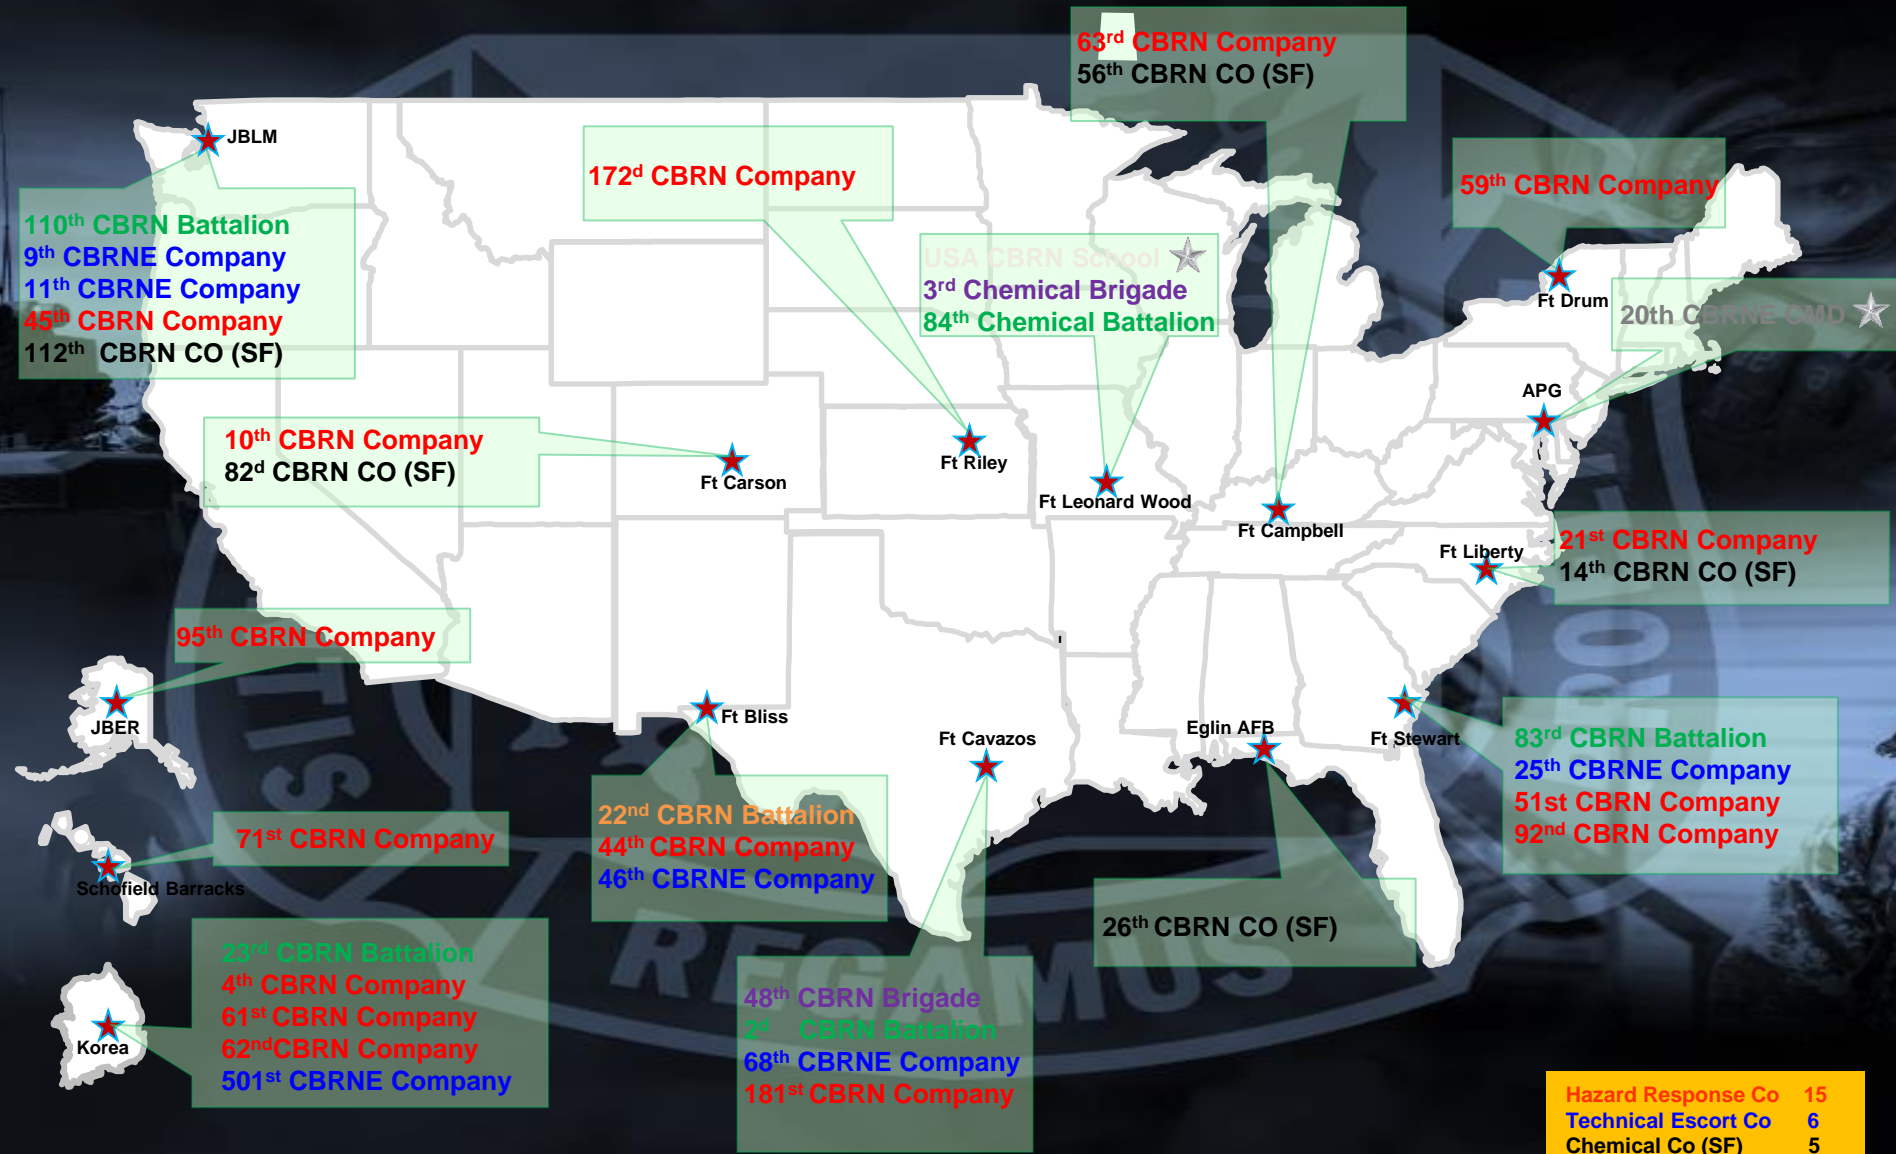 63rd CBRN Company
56th CBRN CO (SF)
JBLM
172d CBRN Company
59th CBRN Company
110th CBRN Battalion
9th CBRNE Company
11th CBRNE Company
45th CBRN Company
112th CBRN CO (SF)
USA CBRN School
3rd Chemical Brigade
84th Chemical Battalion
Ft Drum
20th CBRNE CMD
APG
10th CBRN Company
82d CBRN CO (SF)
Ft Carson
Ft Riley
Ft Leonard Wood
Ft Campbell
Ft Liberty
21st CBRN Company
14th CBRN CO (SF)
95th CBRN Company
JBER
Ft Bliss
Ft Cavazos
Eglin AFB
Ft Stewart
83rd CBRN Battalion
25th CBRNE Company
51st CBRN Company
92nd CBRN Company
22nd CBRN Battalion
44th CBRN Company
46th CBRNE Company
71st CBRN Company
Schofield Barracks
26th CBRN CO (SF)
23rd CBRN Battalion
4th CBRN Company
61st CBRN Company
62ndCBRN Company
501st CBRNE Company
Korea
48th CBRN Brigade
2d CBRN Battalion
68th CBRNE Company
181st CBRN Company
REGAMUS
Hazard Response Co 15
Technical Escort Co 6
Chemical Co (SF) 5